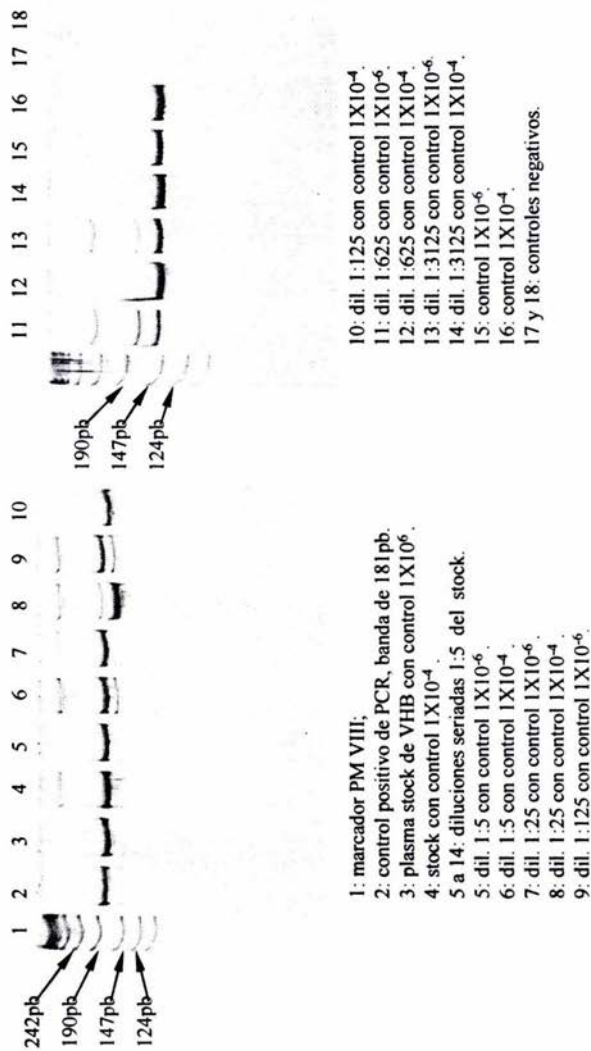 1 2 3 4 5 6 7 8 9 10
242pb
190pb
147pb
124pb
11 12 13 14 15 16 17 18
190pb
147pb
124pb
1: marcador PM VIII;
2: control positivo de PCR, banda de 181pb.
3: plasma stock de VHB con control 1X10⁶.
4: stock con control 1X10⁻⁴.
5 a 14: diluciones seriadas 1:5 del stock.
5: dil. 1:5 con control 1X10⁻⁶.
6: dil. 1:5 con control 1X10⁻⁴.
7: dil. 1:25 con control 1X10⁻⁶.
8: dil. 1:25 con control 1X10⁻⁴
9: dil. 1:125 con control 1X10⁻⁶.
10: dil. 1:125 con control 1X10⁻⁴.
11: dil. 1:625 con control 1X10⁻⁶.
12: dil. 1:625 con control 1X10⁻⁴.
13: dil. 1:3125 con control 1X10⁻⁶.
14: dil. 1:3125 con control 1X10⁻⁴.
15: control 1X10⁻⁶.
16: control 1X10⁻⁴.
17 y 18: controles negativos.